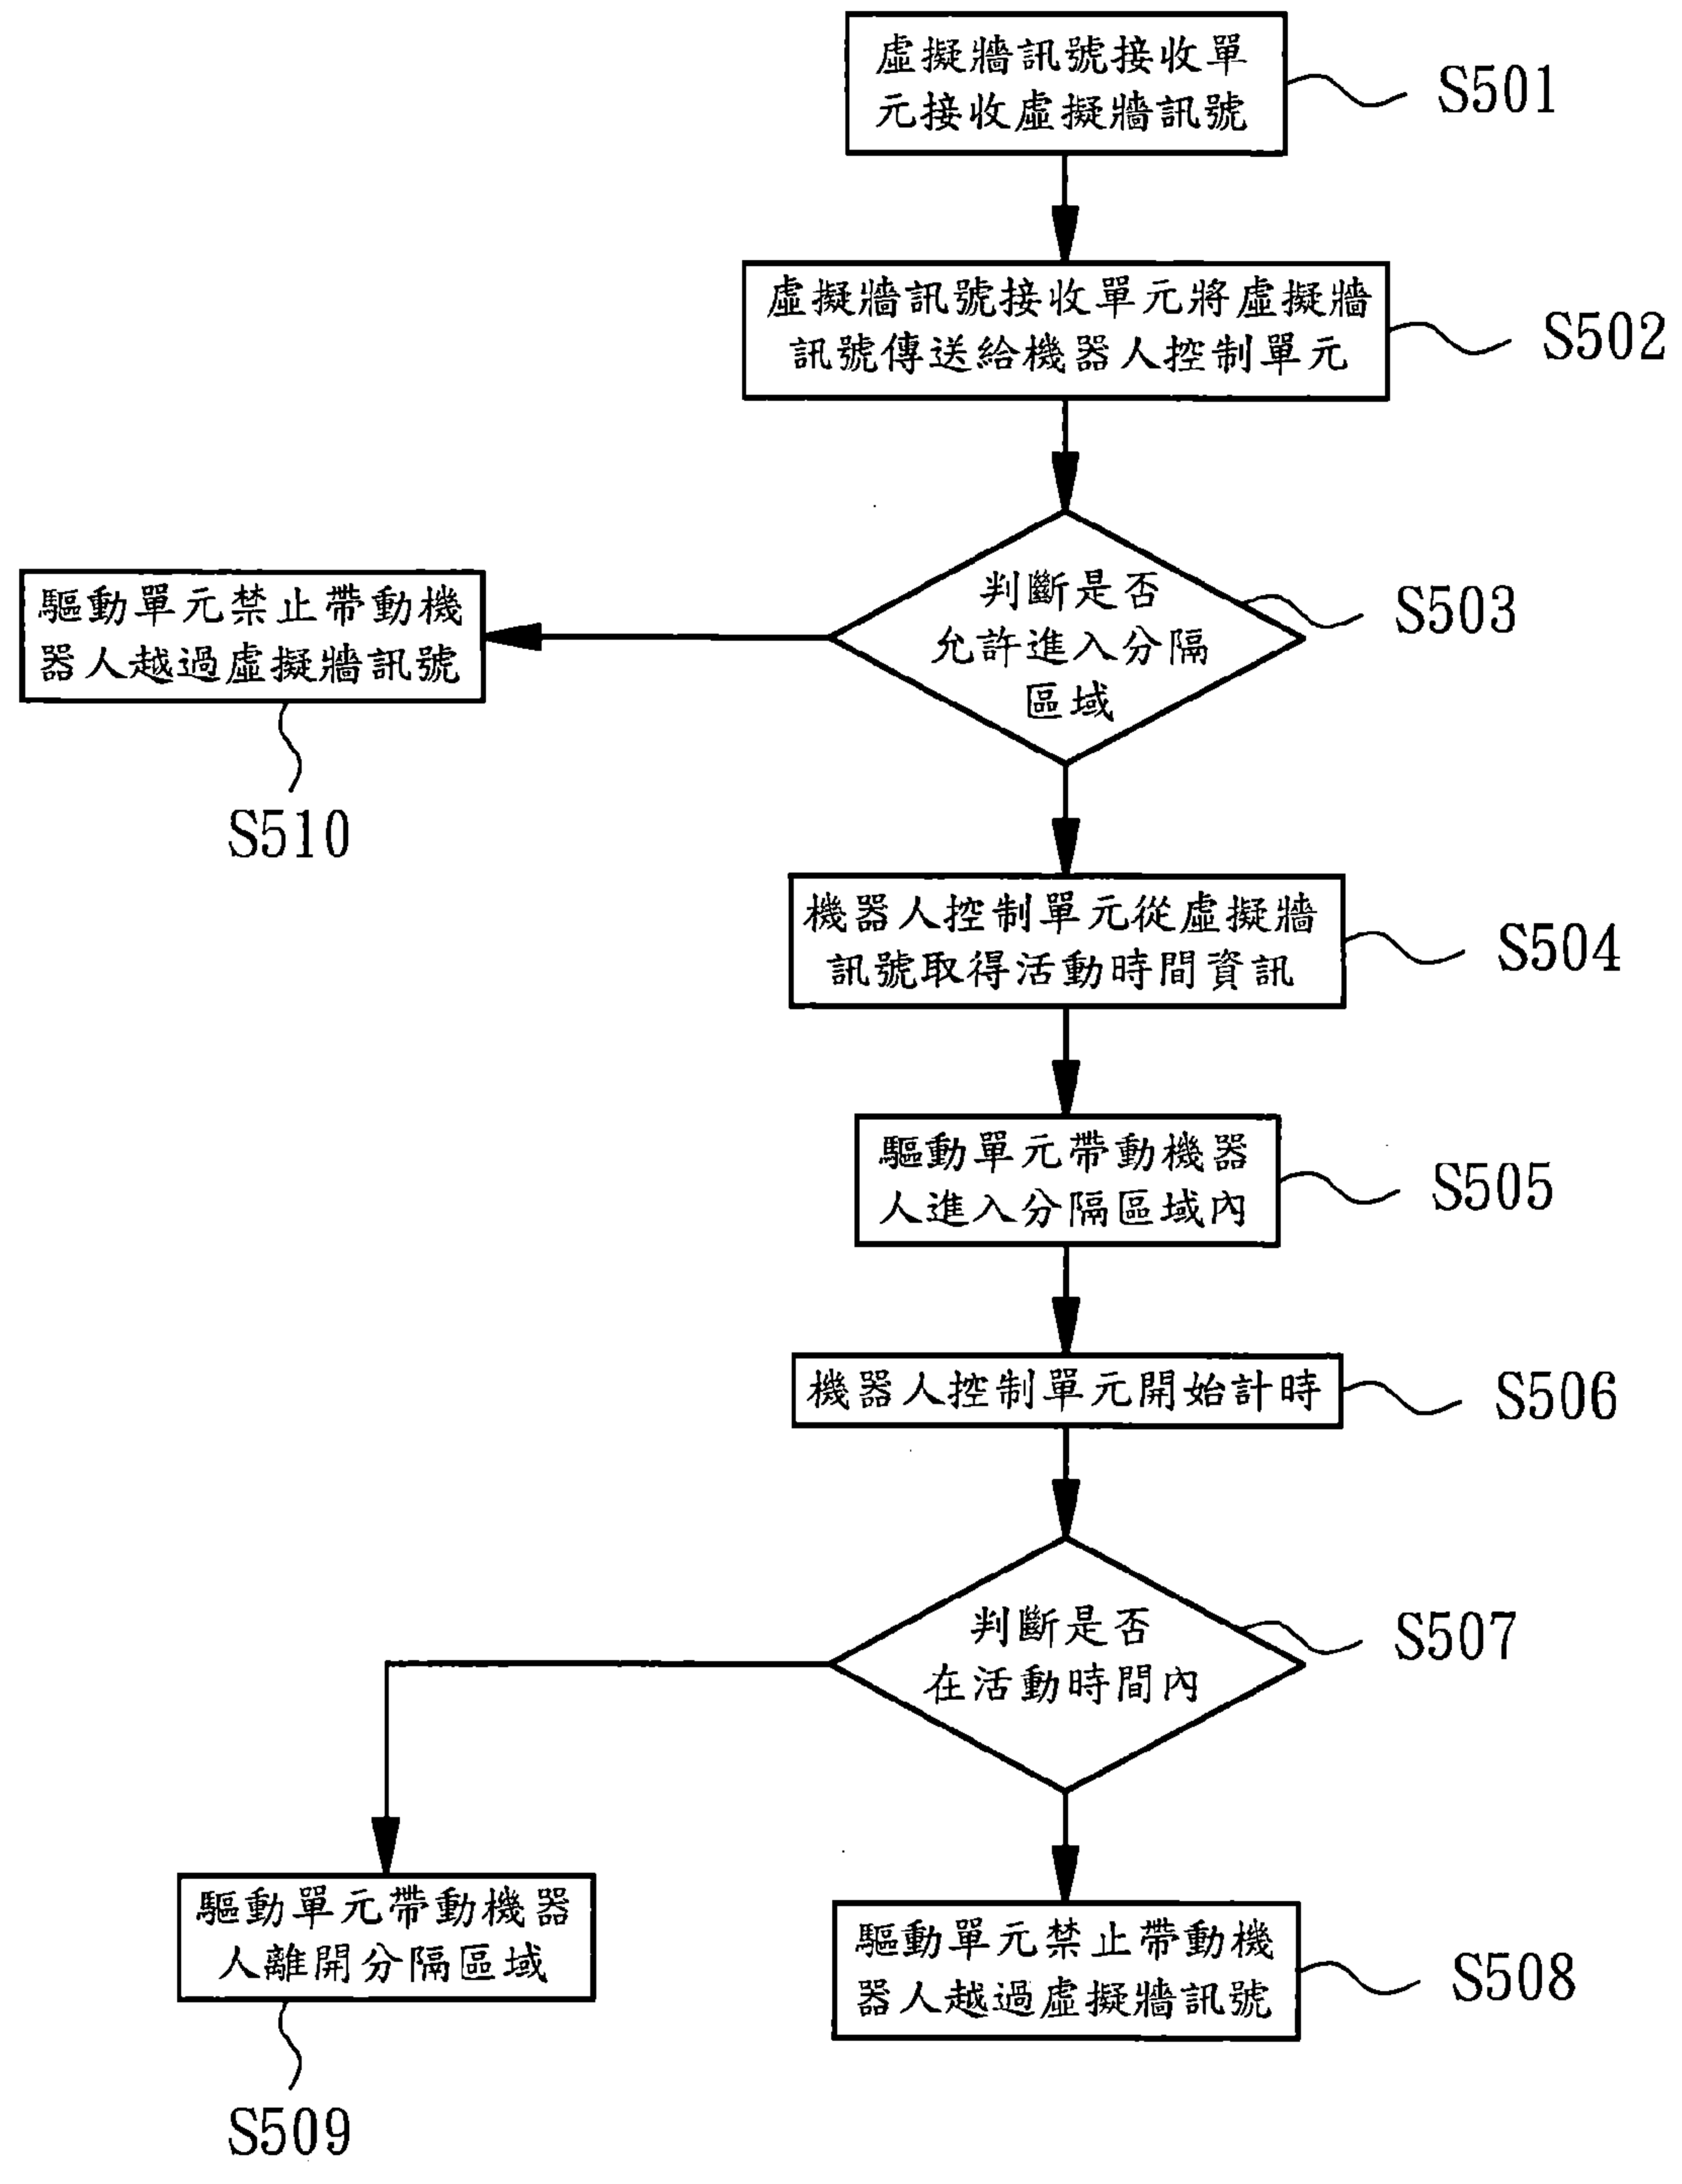 虛擬牆訊號接收單
元接收虛擬牆訊號
S501
虛擬牆訊號接收單元將虛擬牆
訊號傳送給機器人控制單元
S502
判斷是否
允許進入分隔
區域
S503
驅動單元禁止帶動機
器人越過虛擬牆訊號
S510
機器人控制單元從虛擬牆
訊號取得活動時間資訊
S504
驅動單元帶動機器
人進入分隔區域內
S505
機器人控制單元開始計時
S506
判斷是否
在活動時間內
S507
驅動單元帶動機器
人離開分隔區域
S509
驅動單元禁止帶動機
器人越過虛擬牆訊號
S508